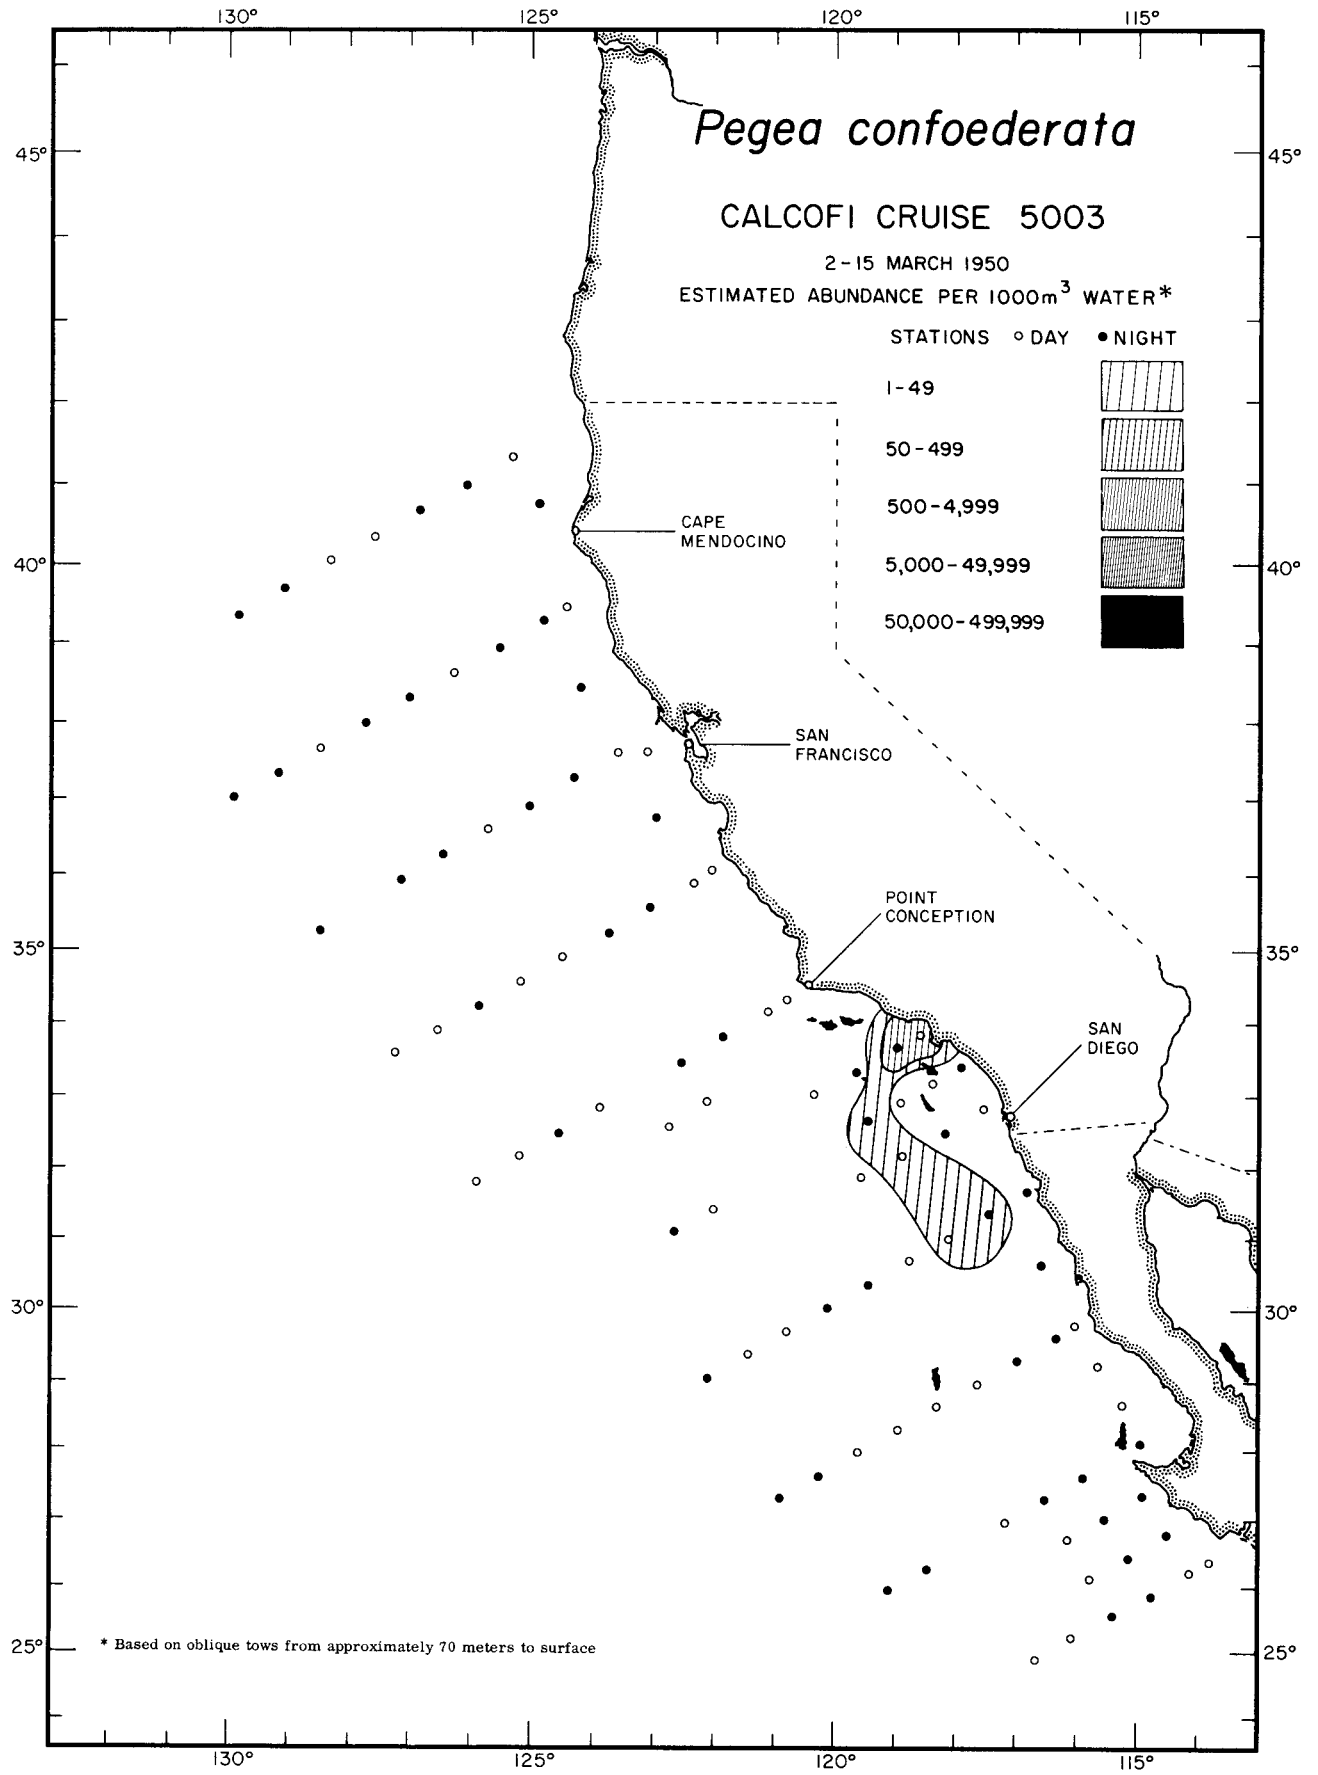 130° 125° 120° 115°
Pegea confoederata
45° 45°
CALCOFI CRUISE 5003
2-15 MARCH 1950
ESTIMATED ABUNDANCE PER 1000m³ WATER*
STATIONS ○ DAY ● NIGHT
1-49
50-499
500-4,999
5,000-49,999
50,000-499,999
CAPE
MENDOCINO
40° 40°
SAN
FRANCISCO
POINT
CONCEPTION
35° 35°
SAN
DIEGO
30° 30°
25° 25°
* Based on oblique tows from approximately 70 meters to surface
130° 125° 120° 115°